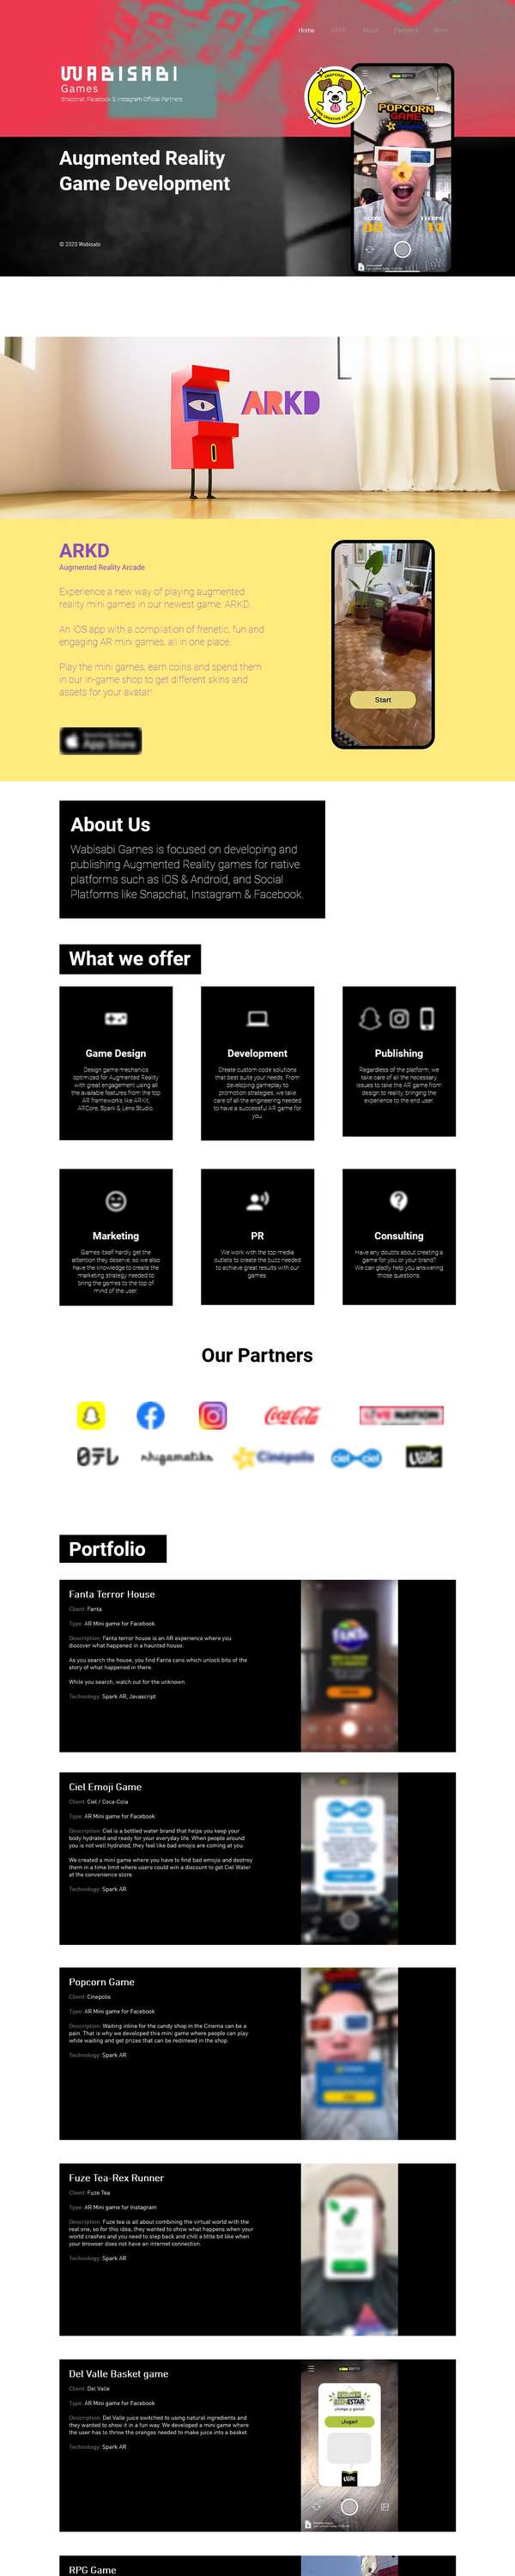 Home ARKD About Partners More
WABISABI
Games
Snapchat, Facebook & Instagram Official Partners
SNAPCHAT
LENS CREATIVE PARTNER
POPCORN
GAME
Augmented Reality
Game Development
© 2020 Wabisabi
ARKD
ARKD
Augmented Reality Arcade
Experience a new way of playing augmented
reality mini games in our newest game, ARKD.
An iOS app with a compilation of frenetic, fun and
engaging AR mini games, all in one place.
Play the mini games, earn coins and spend them
in our in-game shop to get different skins and
assets for your avatar!
Start
App Store
About Us
Wabisabi Games is focused on developing and
publishing Augmented Reality games for native
platforms such as iOS & Android, and Social
Platforms like Snapchat, Instagram & Facebook.
What we offer
Game Design
Design game mechanics
optimized for Augmented Reality
with great engagement using all
the available features from the top
AR frameworks like ARKit,
ARCore, Spark & Lens Studio.
Development
Create custom code solutions
that best suite your needs. From
developing gameplay to
promotion strategies, we take
care of all the engineering needed
to have a successful AR game for
you.
Publishing
Regardless of the platform, we
take care of all the necessary
issues to take the AR game from
design to reality, bringing the
experience to the end user.
Marketing
Games itself hardly get the
attention they deserve, so we also
have the knowledge to create the
marketing strategy needed to
bring the games to the top of
mind of the user.
PR
We work with the top media
outlets to create the buzz needed
to achieve great results with our
games.
Consulting
Have any doubts about creating a
game for you or your brand?
We can gladly help you answering
those questions.
Our Partners
Coca-Cola
LIVE NATION
日テレ
Cinépolis
ciel ciel
Valle
Portfolio
Fanta Terror House
Client: Fanta
Type: AR Mini game for Facebook
Description: Fanta terror house is an AR experience where you
discover what happened in a haunted house.
As you search the house, you find Fanta cans which unlock bits of the
story of what happened in there.
While you search, watch out for the unknown.
Technology: Spark AR, Javascript
Ciel Emoji Game
Client: Ciel / Coca-Cola
Type: AR Mini game for Facebook
Description: Ciel is a bottled water brand that helps you keep your
body hydrated and ready for your everyday life. When people around
you is not well hydrated, they feel like bad emojis are coming at you.
We created a mini game where you have to find bad emojis and destroy
them in a time limit where users could win a discount to get Ciel Water
at the convenience store.
Technology: Spark AR
Popcorn Game
Client: Cinepolis
Type: AR Mini game for Facebook
Description: Waiting inline for the candy shop in the Cinema can be a
pain. That is why we developed this mini game where people can play
while waiting and get prizes that can be redimeed in the shop.
Technology: Spark AR
Fuze Tea-Rex Runner
Client: Fuze Tea
Type: AR Mini game for Instagram
Description: Fuze tea is all about combining the virtual world with the
real one, so for this idea, they wanted to show what happens when your
world crashes and you need to step back and chill a little bit like when
your browser does not have an internet connection.
Technology: Spark AR
Del Valle Basket game
Client: Del Valle
Type: AR Mini game for Facebook
Description: Del Valle juice switched to using natural ingredients and
they wanted to show it in a fun way. We developed a mini game where
the user has to throw the oranges needed to make juice into a basket.
Technology: Spark AR
¡Jugar!
Valle
RPG Game